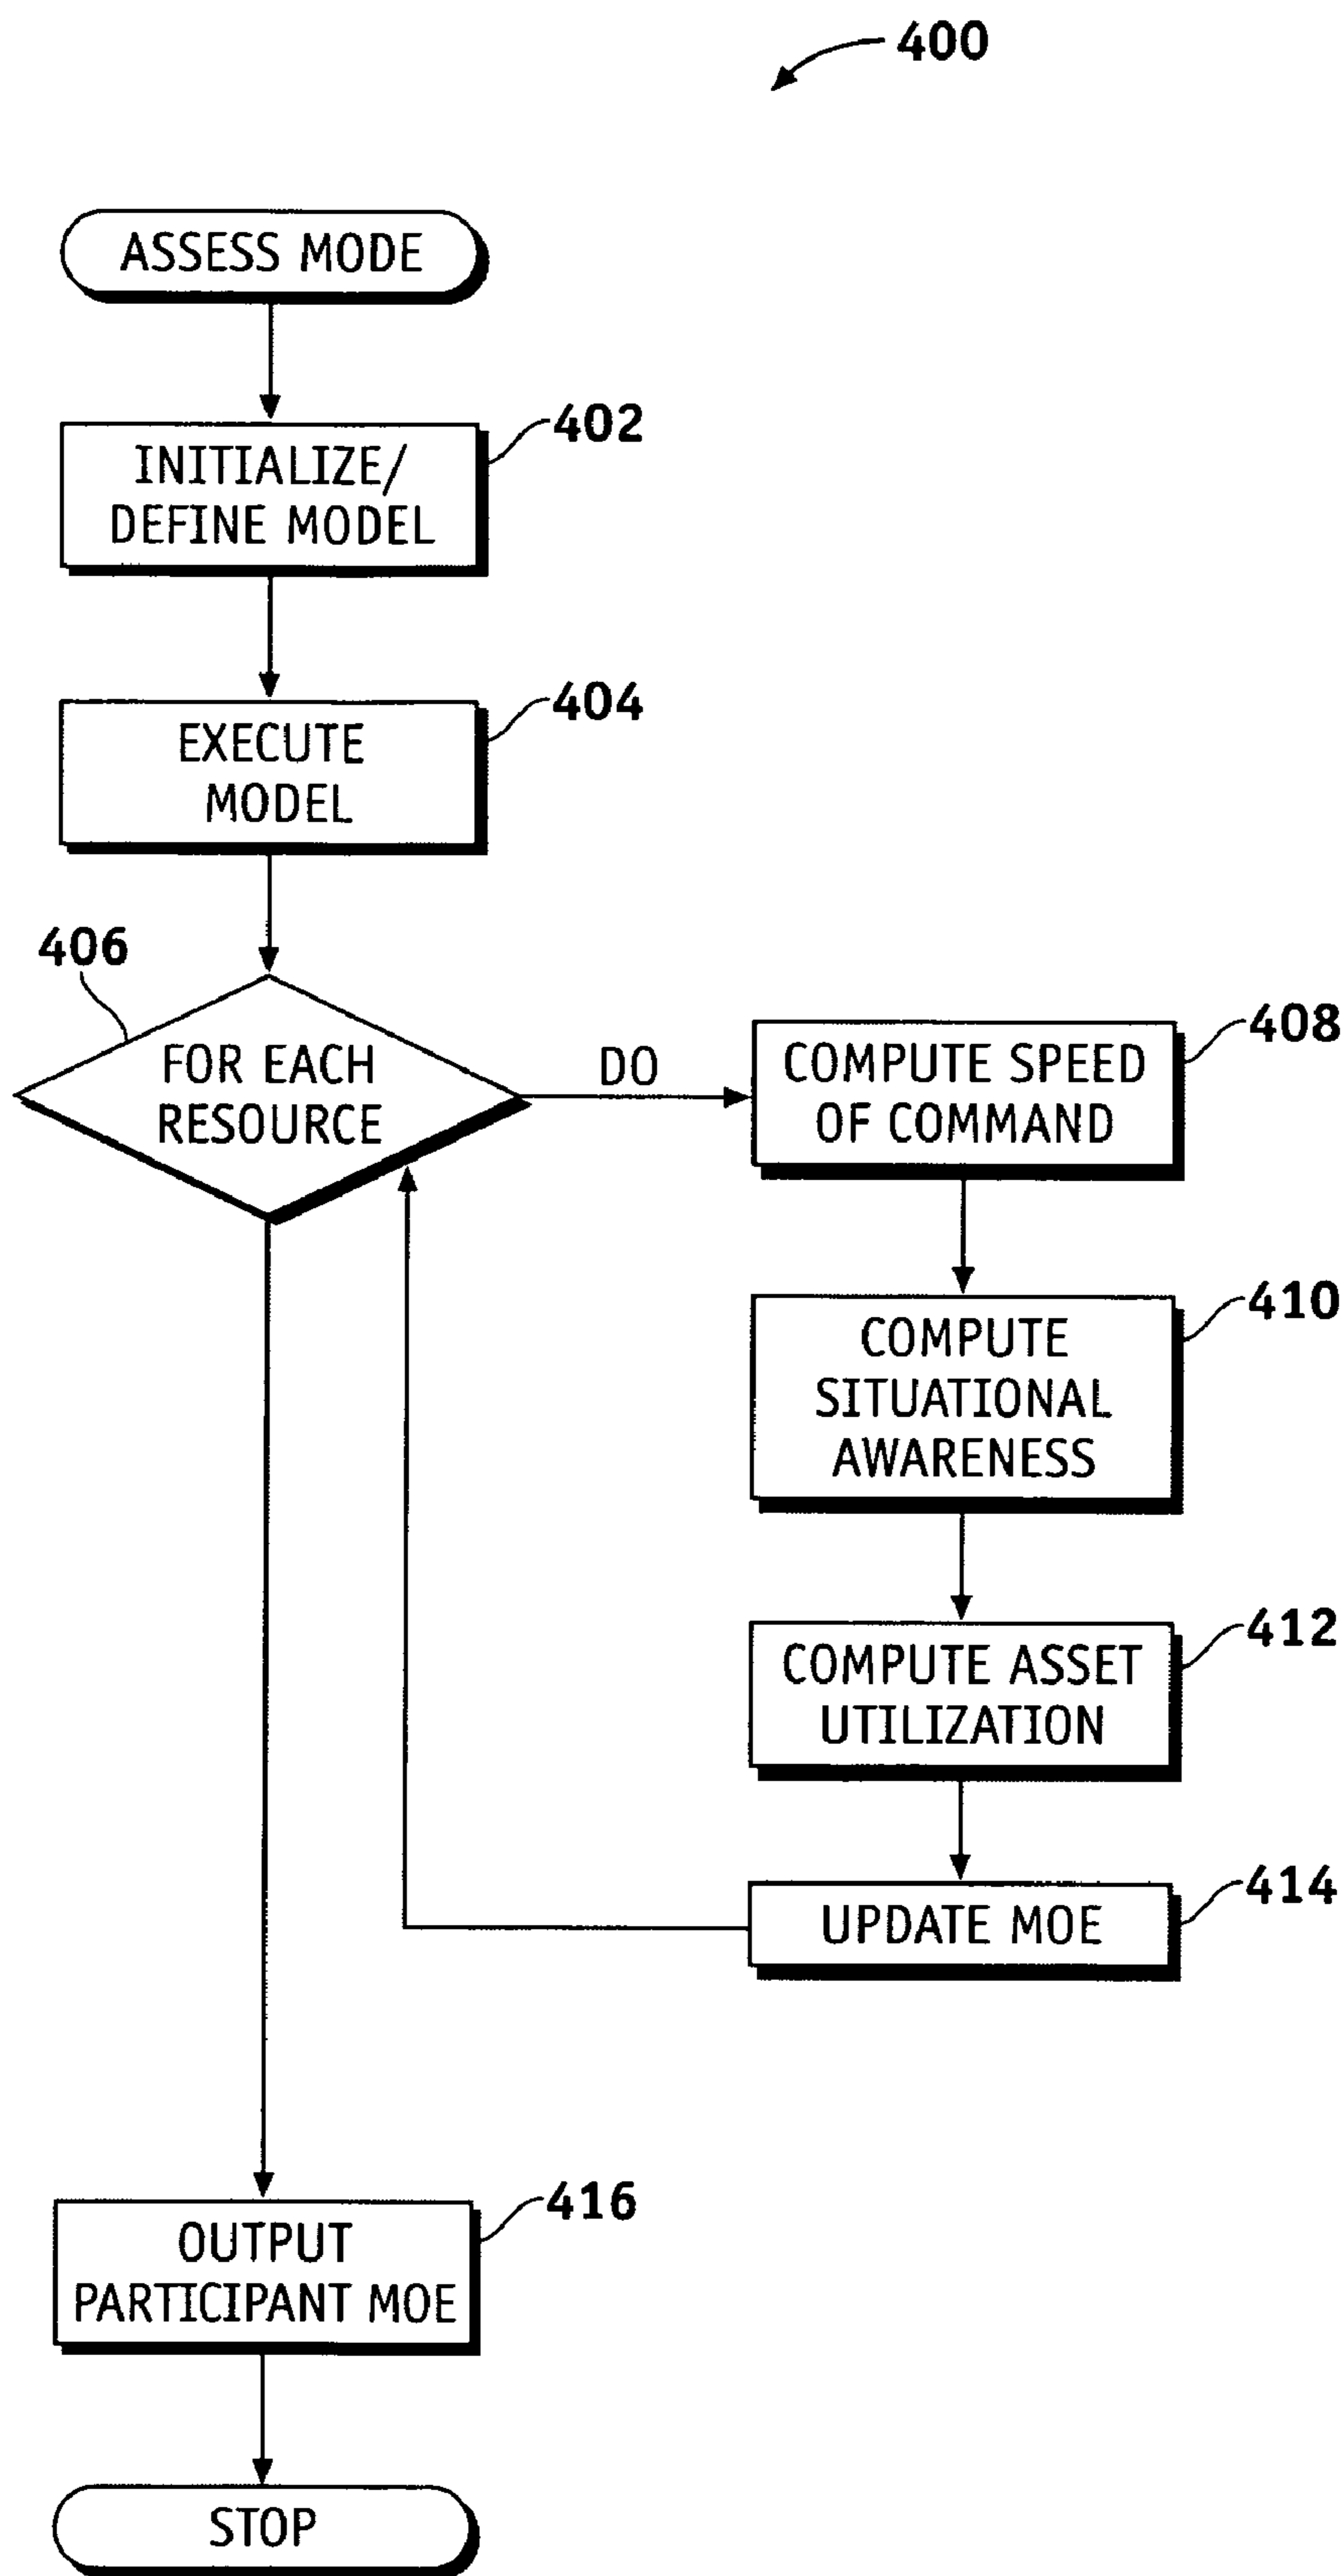 400
ASSESS MODE
402
INITIALIZE/
DEFINE MODEL
404
EXECUTE
MODEL
406
FOR EACH
RESOURCE
DO
408
COMPUTE SPEED
OF COMMAND
410
COMPUTE
SITUATIONAL
AWARENESS
412
COMPUTE ASSET
UTILIZATION
414
UPDATE MOE
416
OUTPUT
PARTICIPANT MOE
STOP